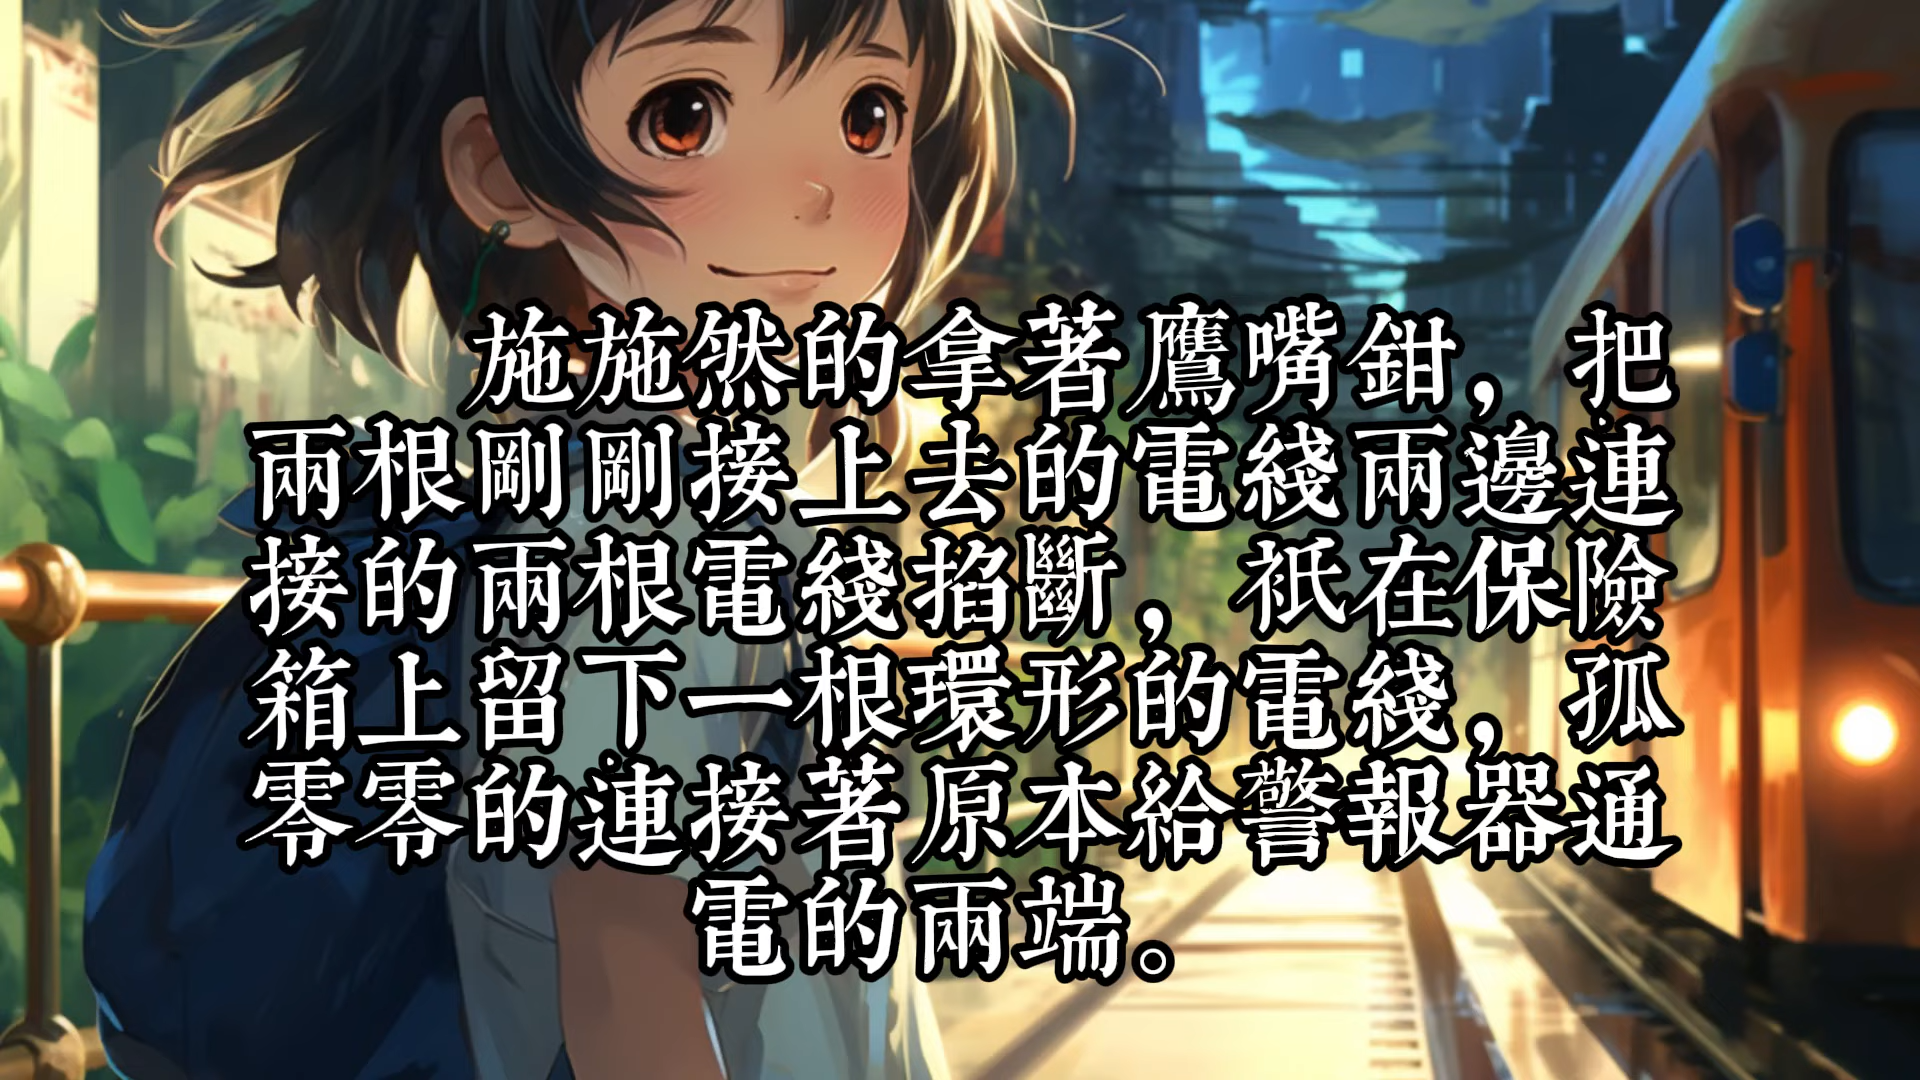 施施然的拿著鷹嘴鉗，把
兩根剛剛接上去的電綫兩邊連
接的兩根電綫掐斷，衹在保險
箱上留下一根環形的電綫，孤
零零的連接著原本給警報器通
電的兩端。